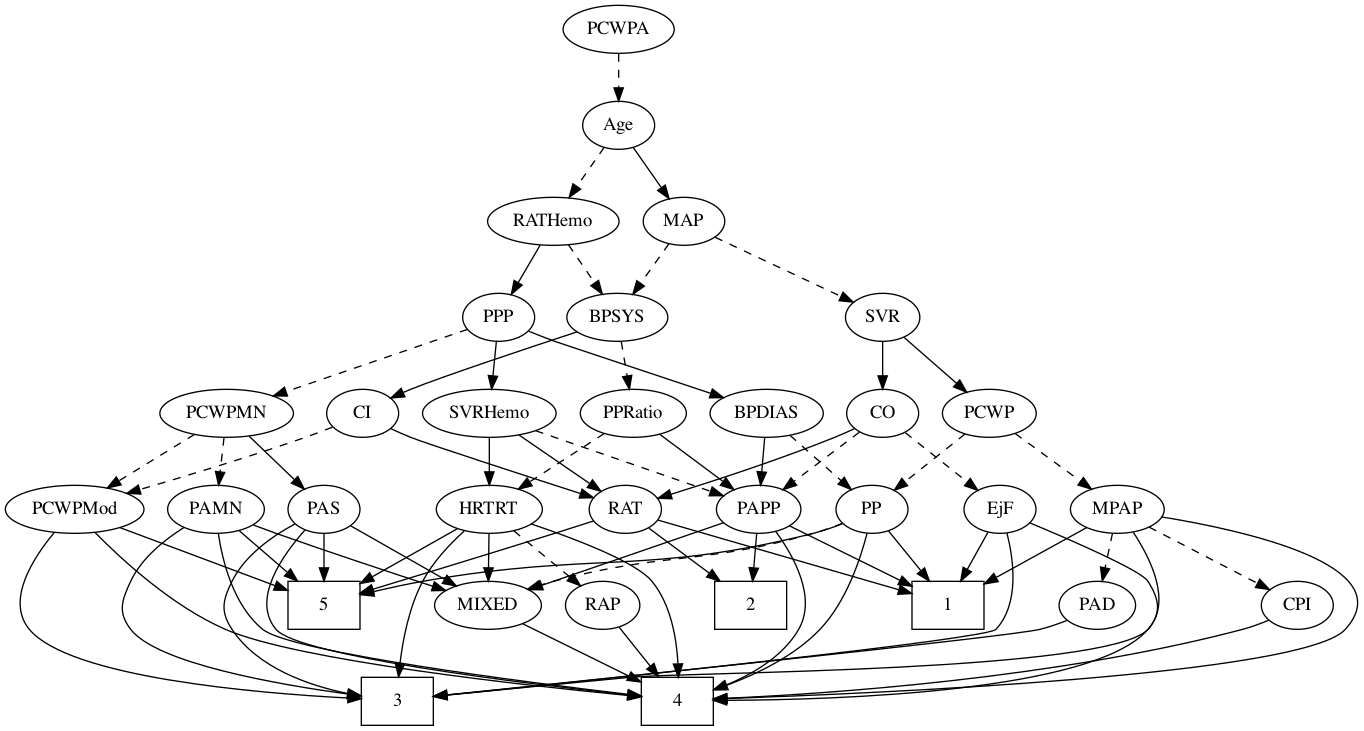 PCWPA
Age
RATHemo
MAP
PPP
BPSYS
SVR
PCWPMN
CI
SVRHemo
PPRatio
BPDIAS
CO
PCWP
PCWPMod
PAMN
PAS
HRTRT
RAT
PAPP
PP
EjF
MPAP
5
MIXED
RAP
2
1
PAD
CPI
3
4